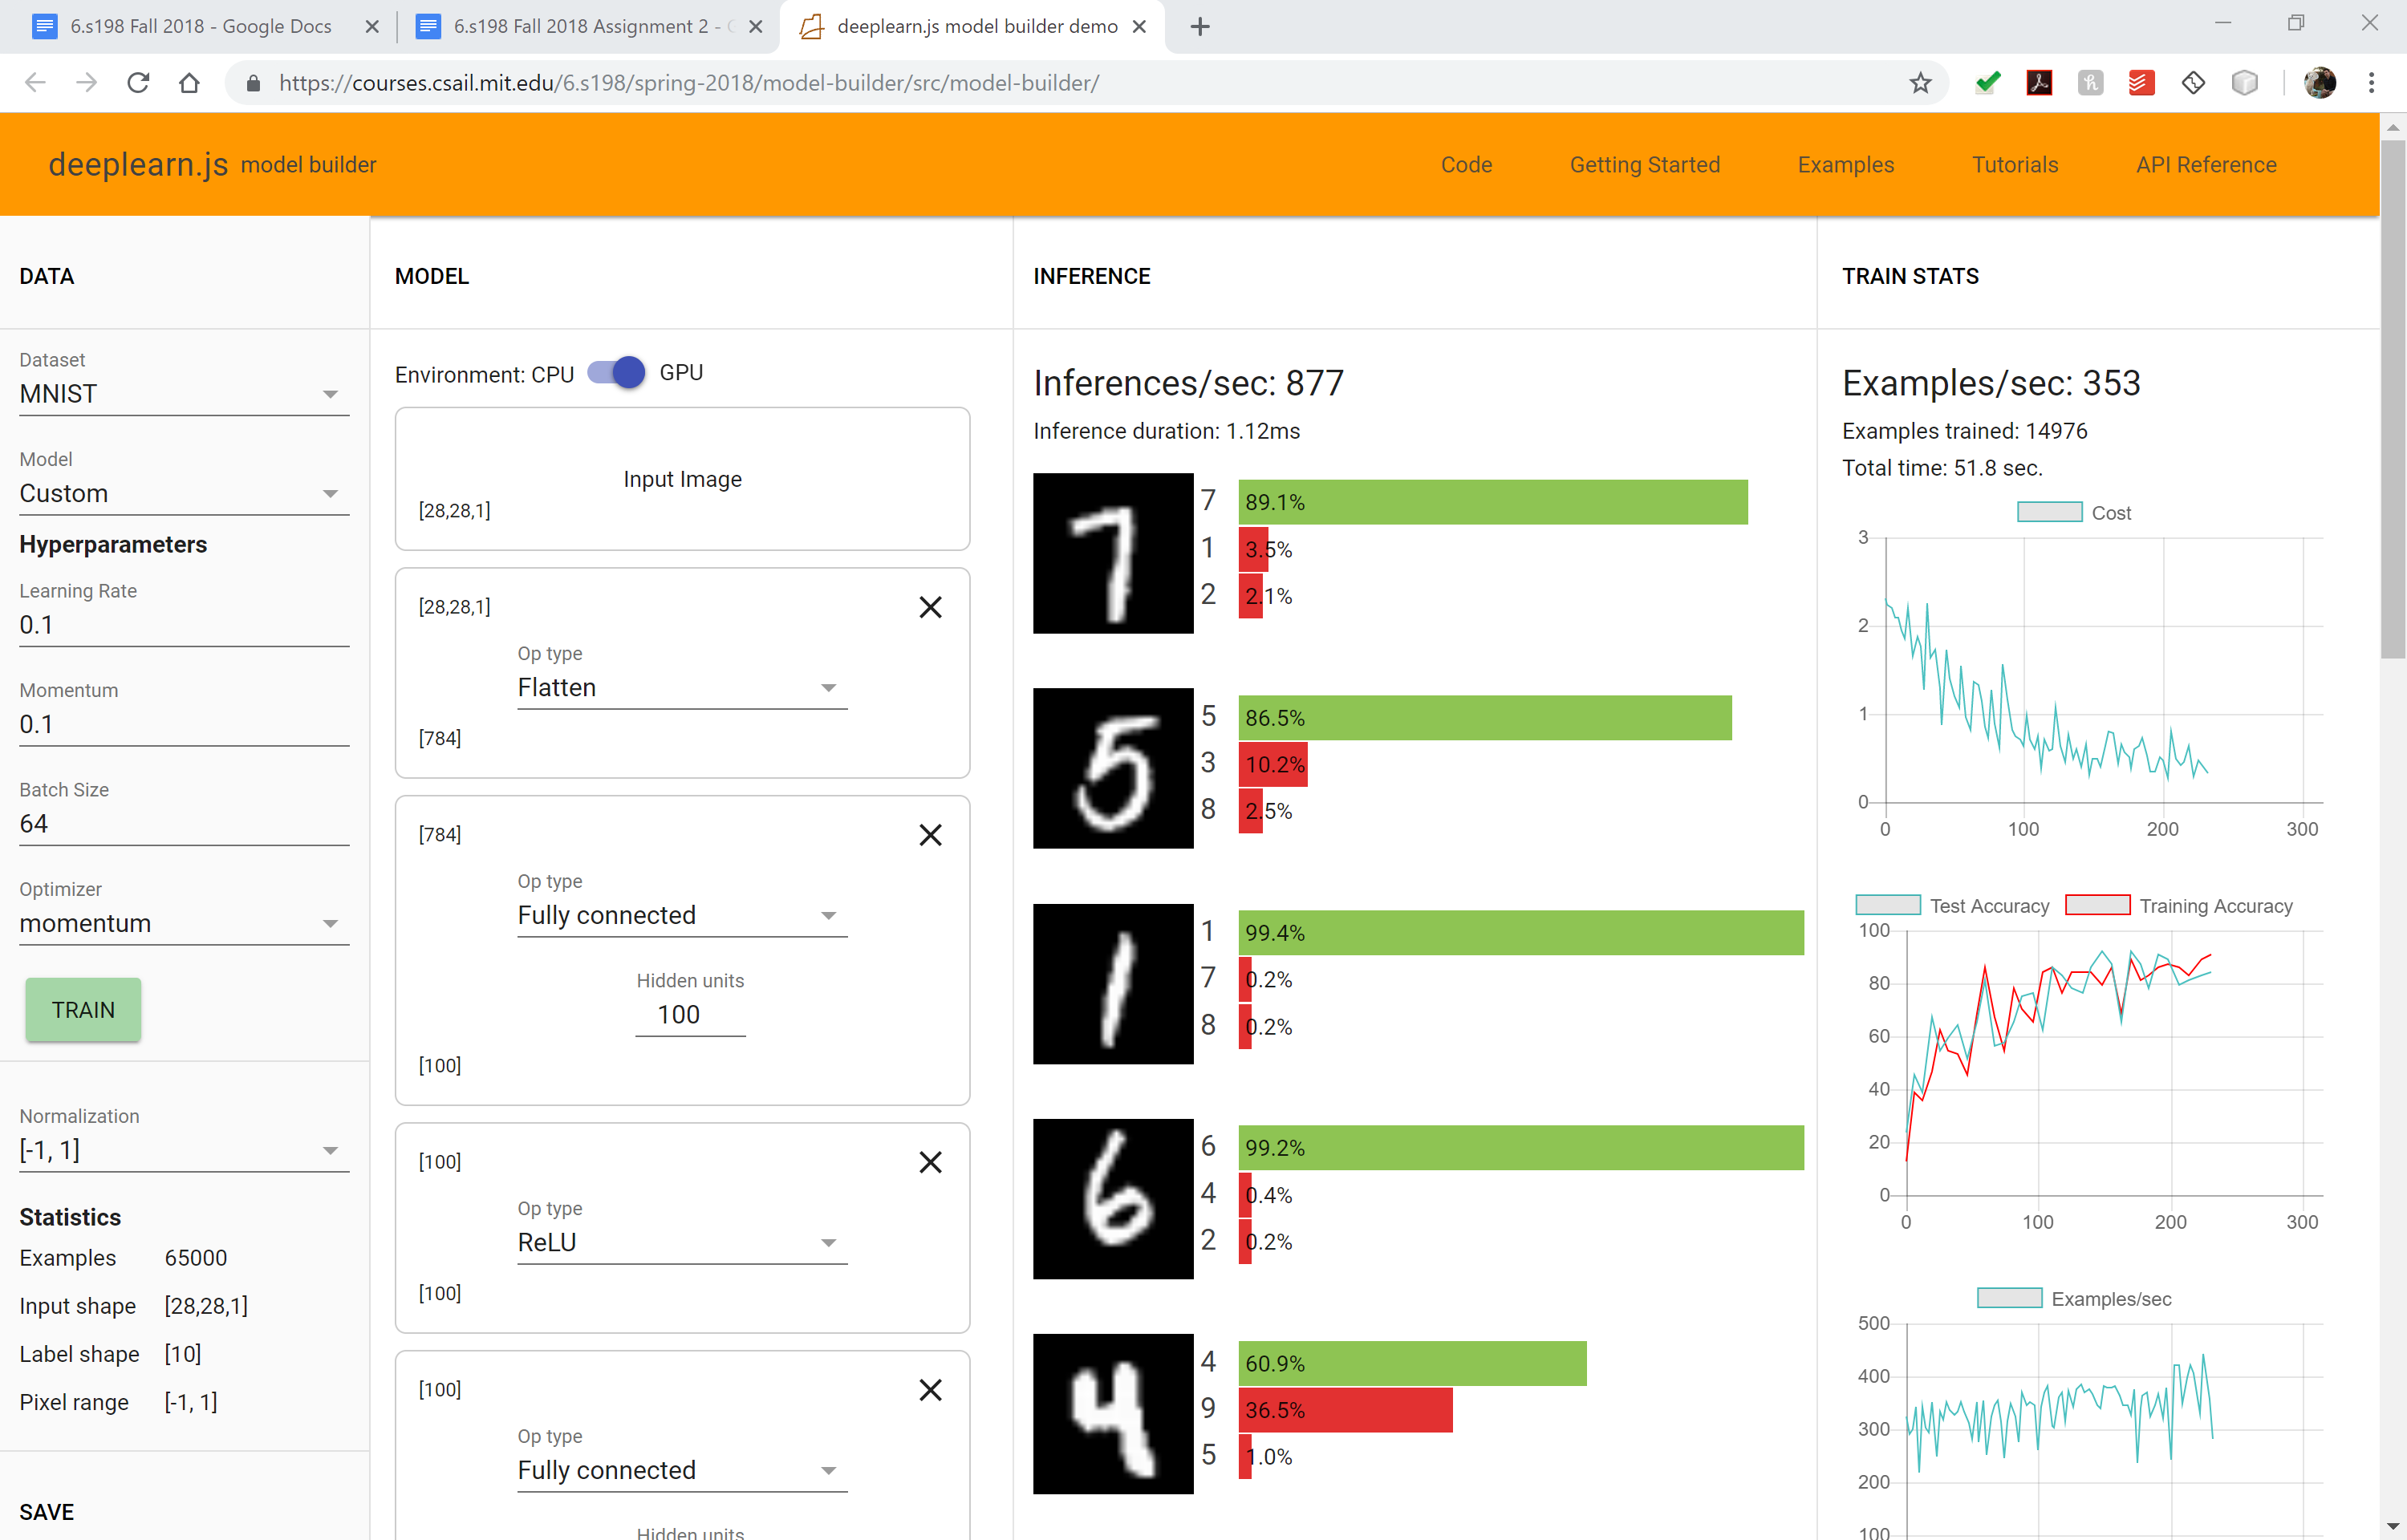 6.s198 Fall 2018 - Google Docs
6.s198 Fall 2018 Assignment 2 -
deeplearn.js model builder demo
https://courses.csail.mit.edu/6.s198/spring-2018/model-builder/src/model-builder/
deeplearn.js model builder
Code
Getting Started
Examples
Tutorials
API Reference
DATA
Dataset
MNIST
Model
Custom
Hyperparameters
Learning Rate
0.1
Momentum
0.1
Batch Size
64
Optimizer
momentum
TRAIN
Normalization
[-1, 1]
Statistics
Examples 65000
Input shape [28,28,1]
Label shape [10]
Pixel range [-1, 1]
SAVE
MODEL
Environment: CPU GPU
Input Image
[28,28,1]
[28,28,1]
Op type
Flatten
[784]
[784]
Op type
Fully connected
Hidden units
100
[100]
[100]
Op type
ReLU
[100]
[100]
Op type
Fully connected
Hidden units
INFERENCE
Inferences/sec: 877
Inference duration: 1.12ms
7
7 89.1%
1 3.5%
2 2.1%
5
5 86.5%
3 10.2%
8 2.5%
1
1 99.4%
7 0.2%
8 0.2%
6
6 99.2%
4 0.4%
2 0.2%
4
4 60.9%
9 36.5%
5 1.0%
TRAIN STATS
Examples/sec: 353
Examples trained: 14976
Total time: 51.8 sec.
Cost
3
2
1
0
0 100 200 300
Test Accuracy Training Accuracy
100
80
60
40
20
0
0 100 200 300
Examples/sec
500
400
300
200
100